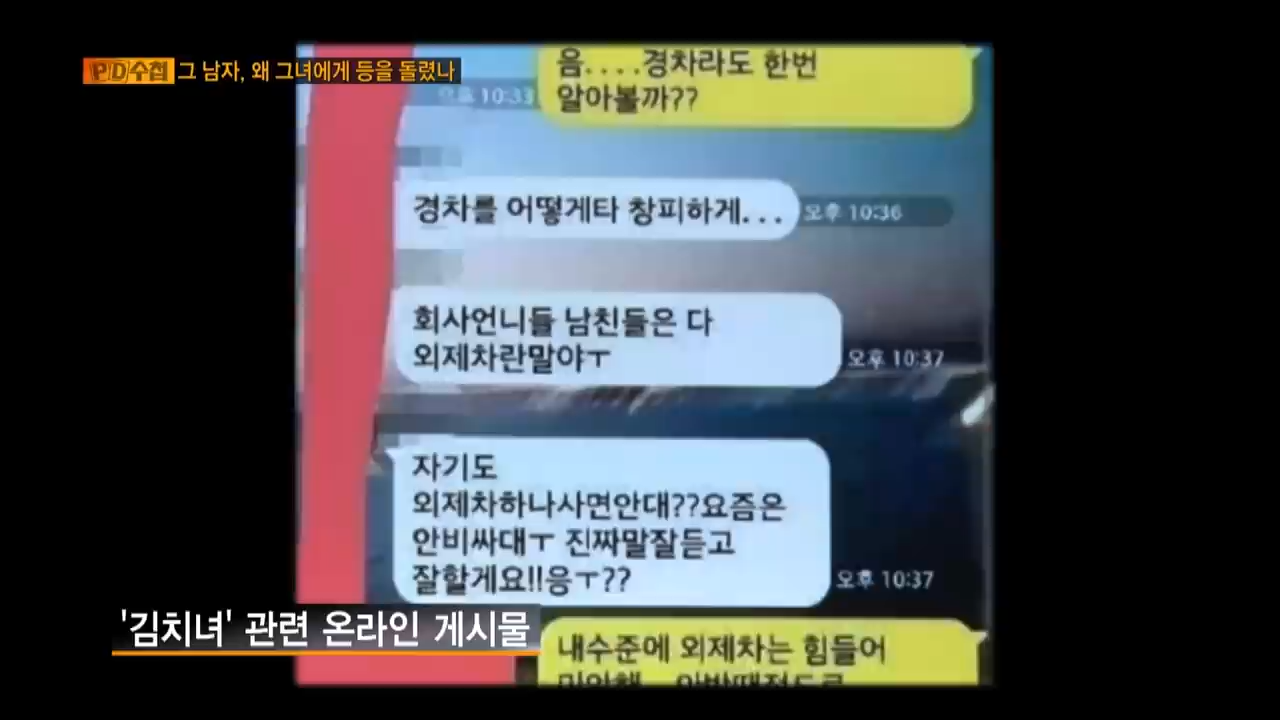 PD수첩 그 남자, 왜 그녀에게 등을 돌렸나
음....경차라도 한번
알아볼까??
오후 10:33
경차를 어떻게타 창피하게...
오후 10:36
회사언니들 남친들은 다
외제차란말야ㅜ
오후 10:37
자기도
외제차하나사면안대??요즘은
안비싸대ㅜ 진짜말잘듣고
잘할게요!!응ㅜ??
오후 10:37
'김치녀' 관련 온라인 게시물
내수준에 외제차는 힘들어